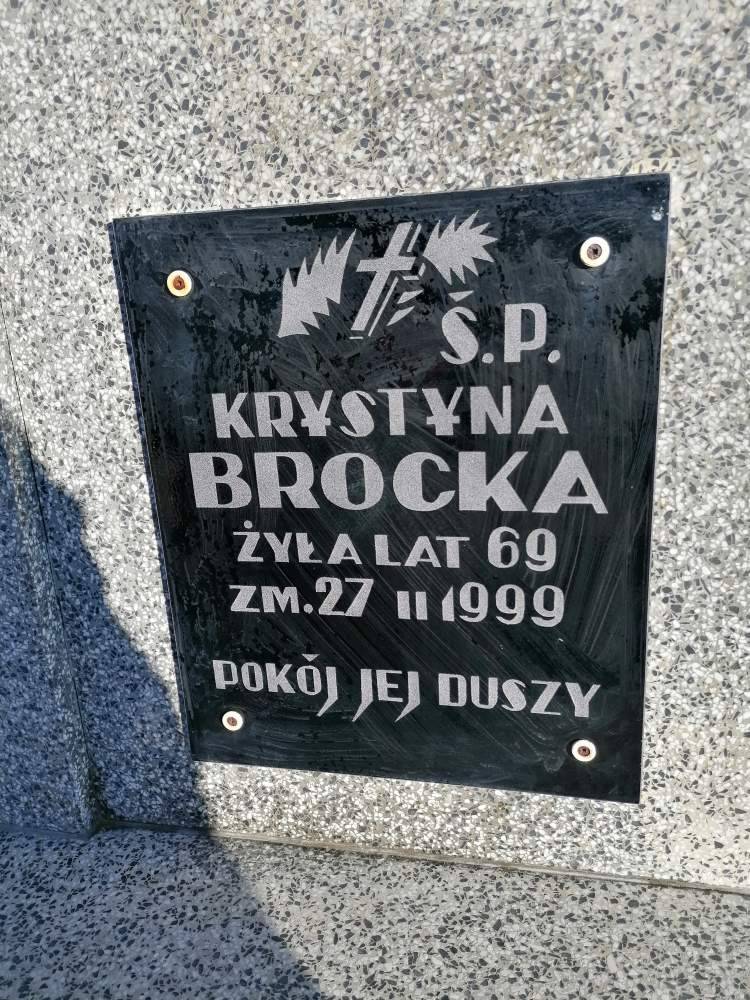 Ś.P.
KRYSTYNA
BROCKA
ŻYŁA LAT 69
ZM. 27 II 1999
POKÓJ JEJ DUSZY